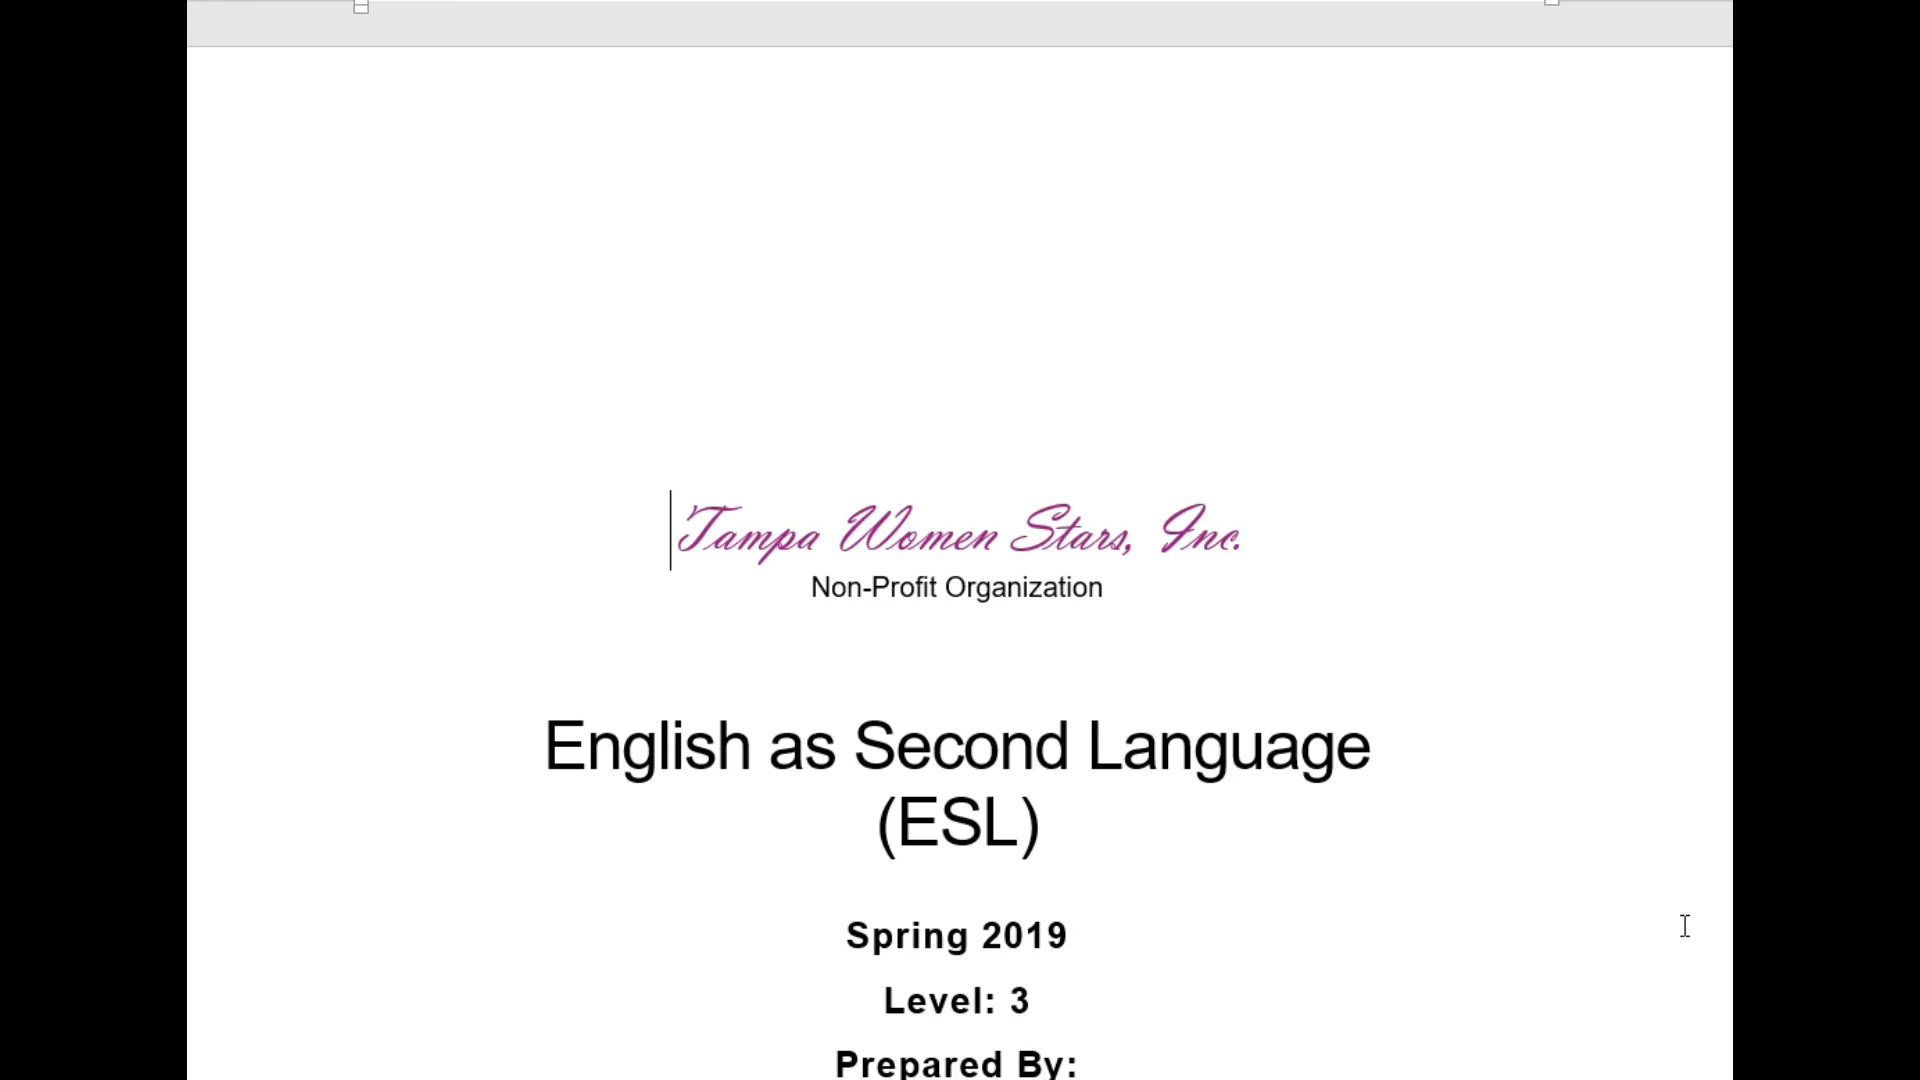 Tampa Women Stars, Inc.
Non-Profit Organization
English as Second Language
(ESL)
Spring 2019
Level: 3
Prepared By: